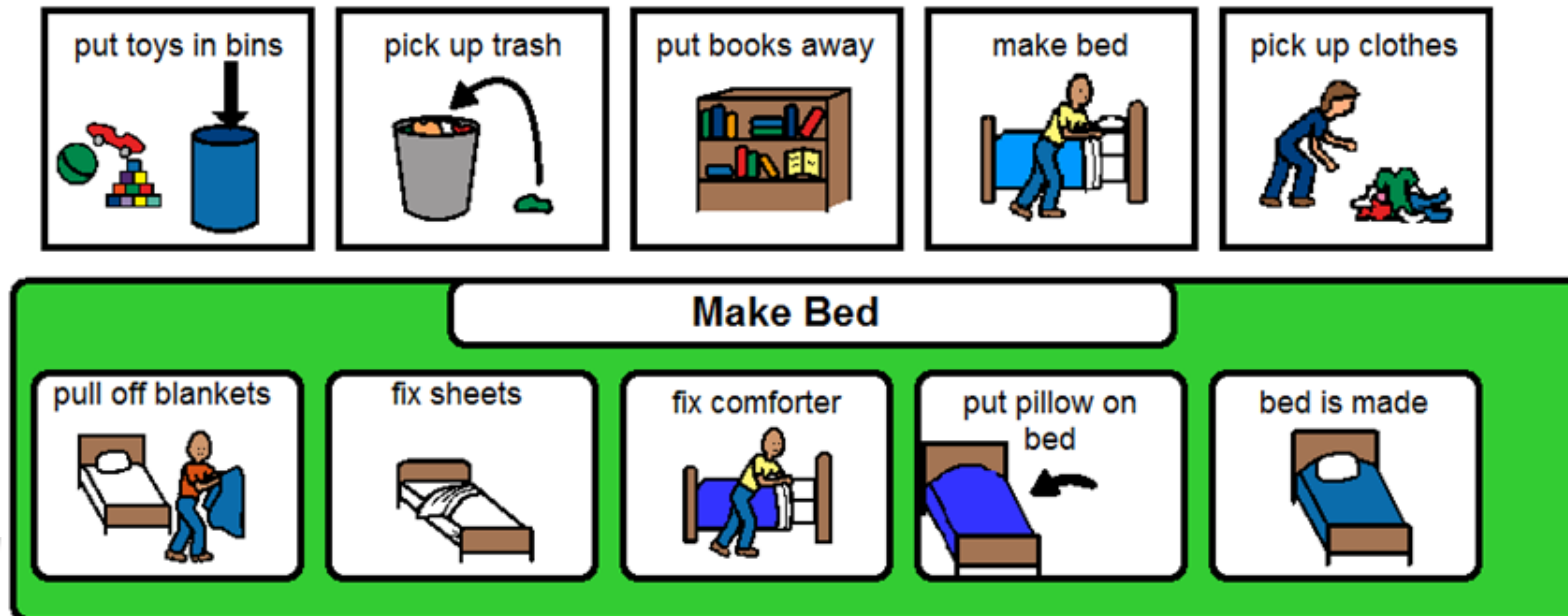 put toys in bins
pick up trash
put books away
make bed
pick up clothes
Make Bed
pull off blankets
fix sheets
fix comforter
put pillow on
bed
bed is made